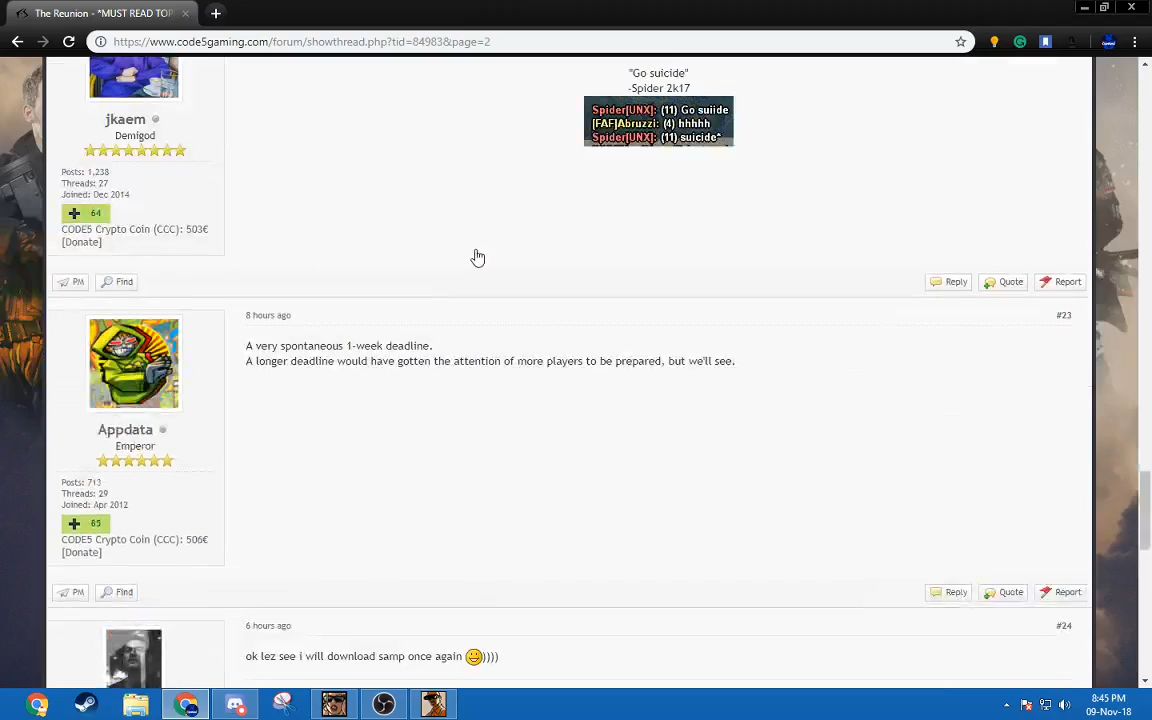 The Reunion - *MUST READ TOP
https://www.code5gaming.com/forum/showthread.php?tid=84983&page=2
"Go suicide"
-Spider 2k17
Spider[UNX]: (11) Go suiide
[FAF]Abruzzi: (4) hhhhh
Spider[UNX]: (11) suicide^
jkaem
Demigod
Posts: 1,238
Threads: 27
Joined: Dec 2014
+ 64
CODE5 Crypto Coin (CCC): 503€
[Donate]
PM Find Reply Quote Report
8 hours ago #23
A very spontaneous 1-week deadline.
A longer deadline would have gotten the attention of more players to be prepared, but we'll see.
Appdata
Emperor
Posts: 713
Threads: 29
Joined: Apr 2012
+ 65
CODE5 Crypto Coin (CCC): 506€
[Donate]
PM Find Reply Quote Report
6 hours ago #24
ok lez see i will download samp once again ))))
8:45 PM
09-Nov-18